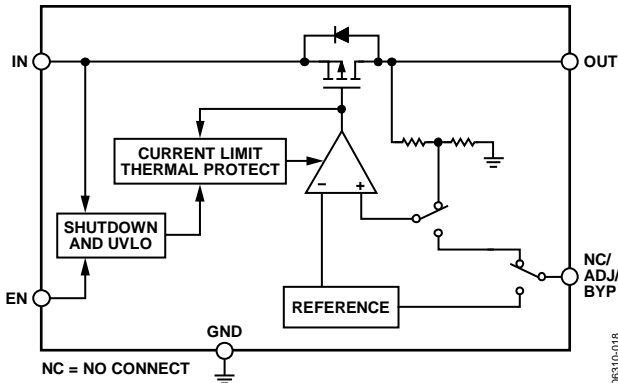 IN
OUT
CURRENT LIMIT
THERMAL PROTECT
SHUTDOWN
AND UVLO
– +
EN
REFERENCE
NC/
ADJ/
BYP
GND
NC = NO CONNECT
06310-018